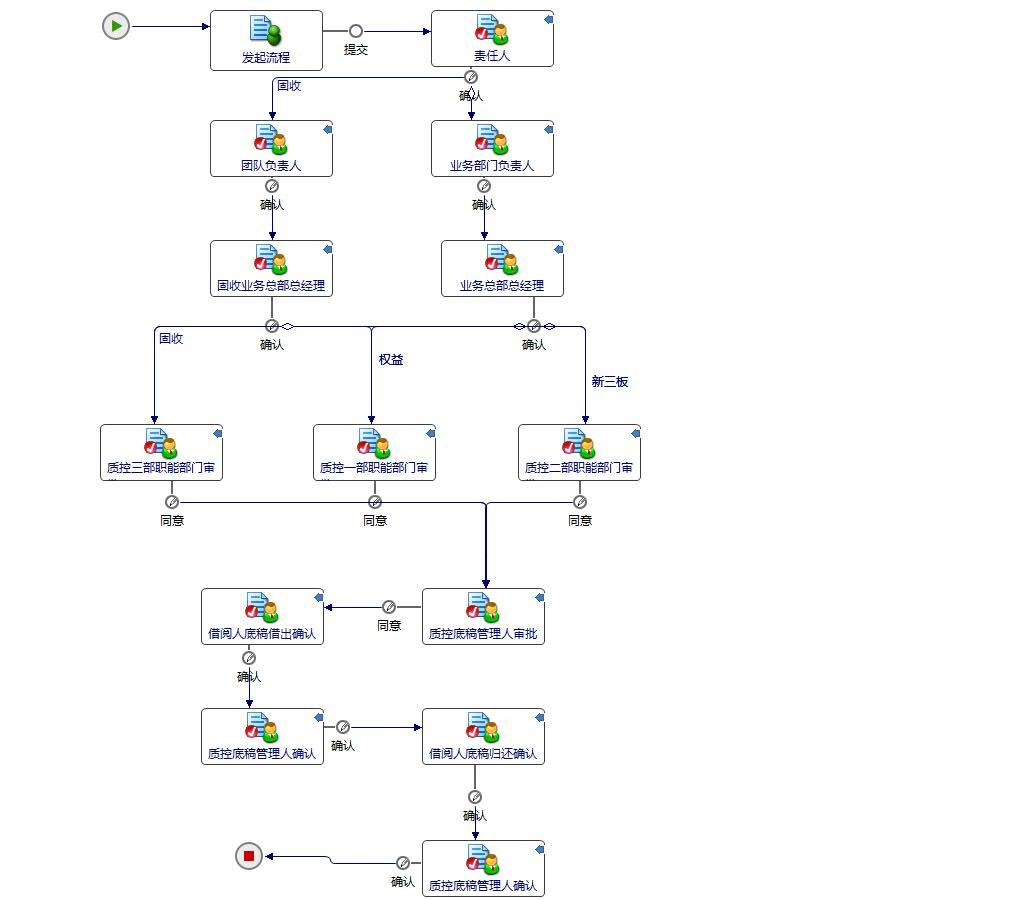 发起流程
提交
责任人
固收
确认
团队负责人
业务部门负责人
确认
确认
固收业务总部总经理
业务总部总经理
固收
确认
权益
确认
新三板
质控三部职能部门审
...
质控一部职能部门审
...
质控二部职能部门审
...
同意
同意
同意
借阅人底稿借出确认
同意
质控底稿管理人审批
确认
质控底稿管理人确认
确认
借阅人底稿归还确认
确认
确认
质控底稿管理人确认